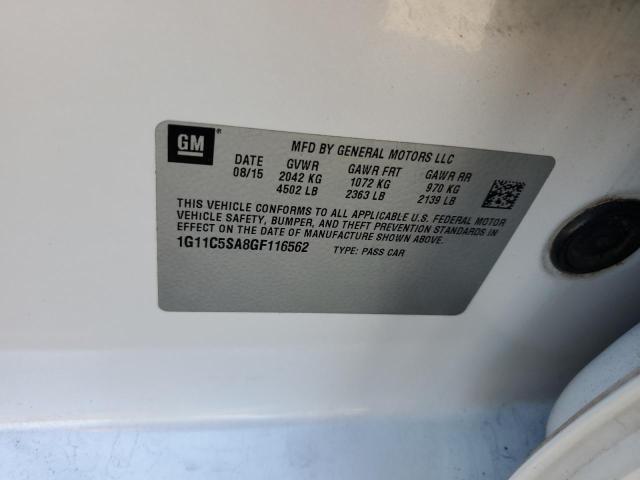 GM®
MFD BY GENERAL MOTORS LLC
DATE GVWR GAWR FRT GAWR RR
08/15 2042 KG 1072 KG 970 KG
4502 LB 2363 LB 2139 LB
THIS VEHICLE CONFORMS TO ALL APPLICABLE U.S. FEDERAL MOTOR
VEHICLE SAFETY, BUMPER, AND THEFT PREVENTION STANDARDS IN
EFFECT ON THE DATE OF MANUFACTURE SHOWN ABOVE.
1G11C5SA8GF116562 TYPE: PASS CAR